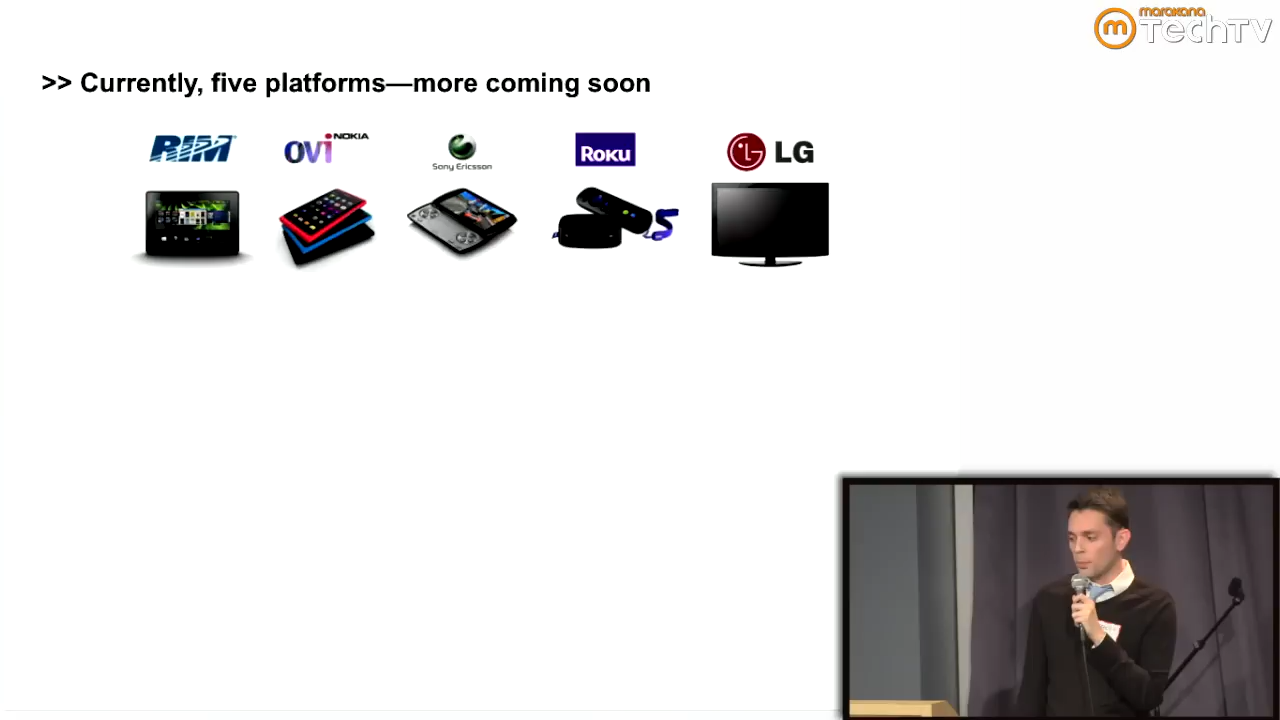 marakana
TechTV
>> Currently, five platforms—more coming soon
RIM
OVI NOKIA
Sony Ericsson
ROKU
LG